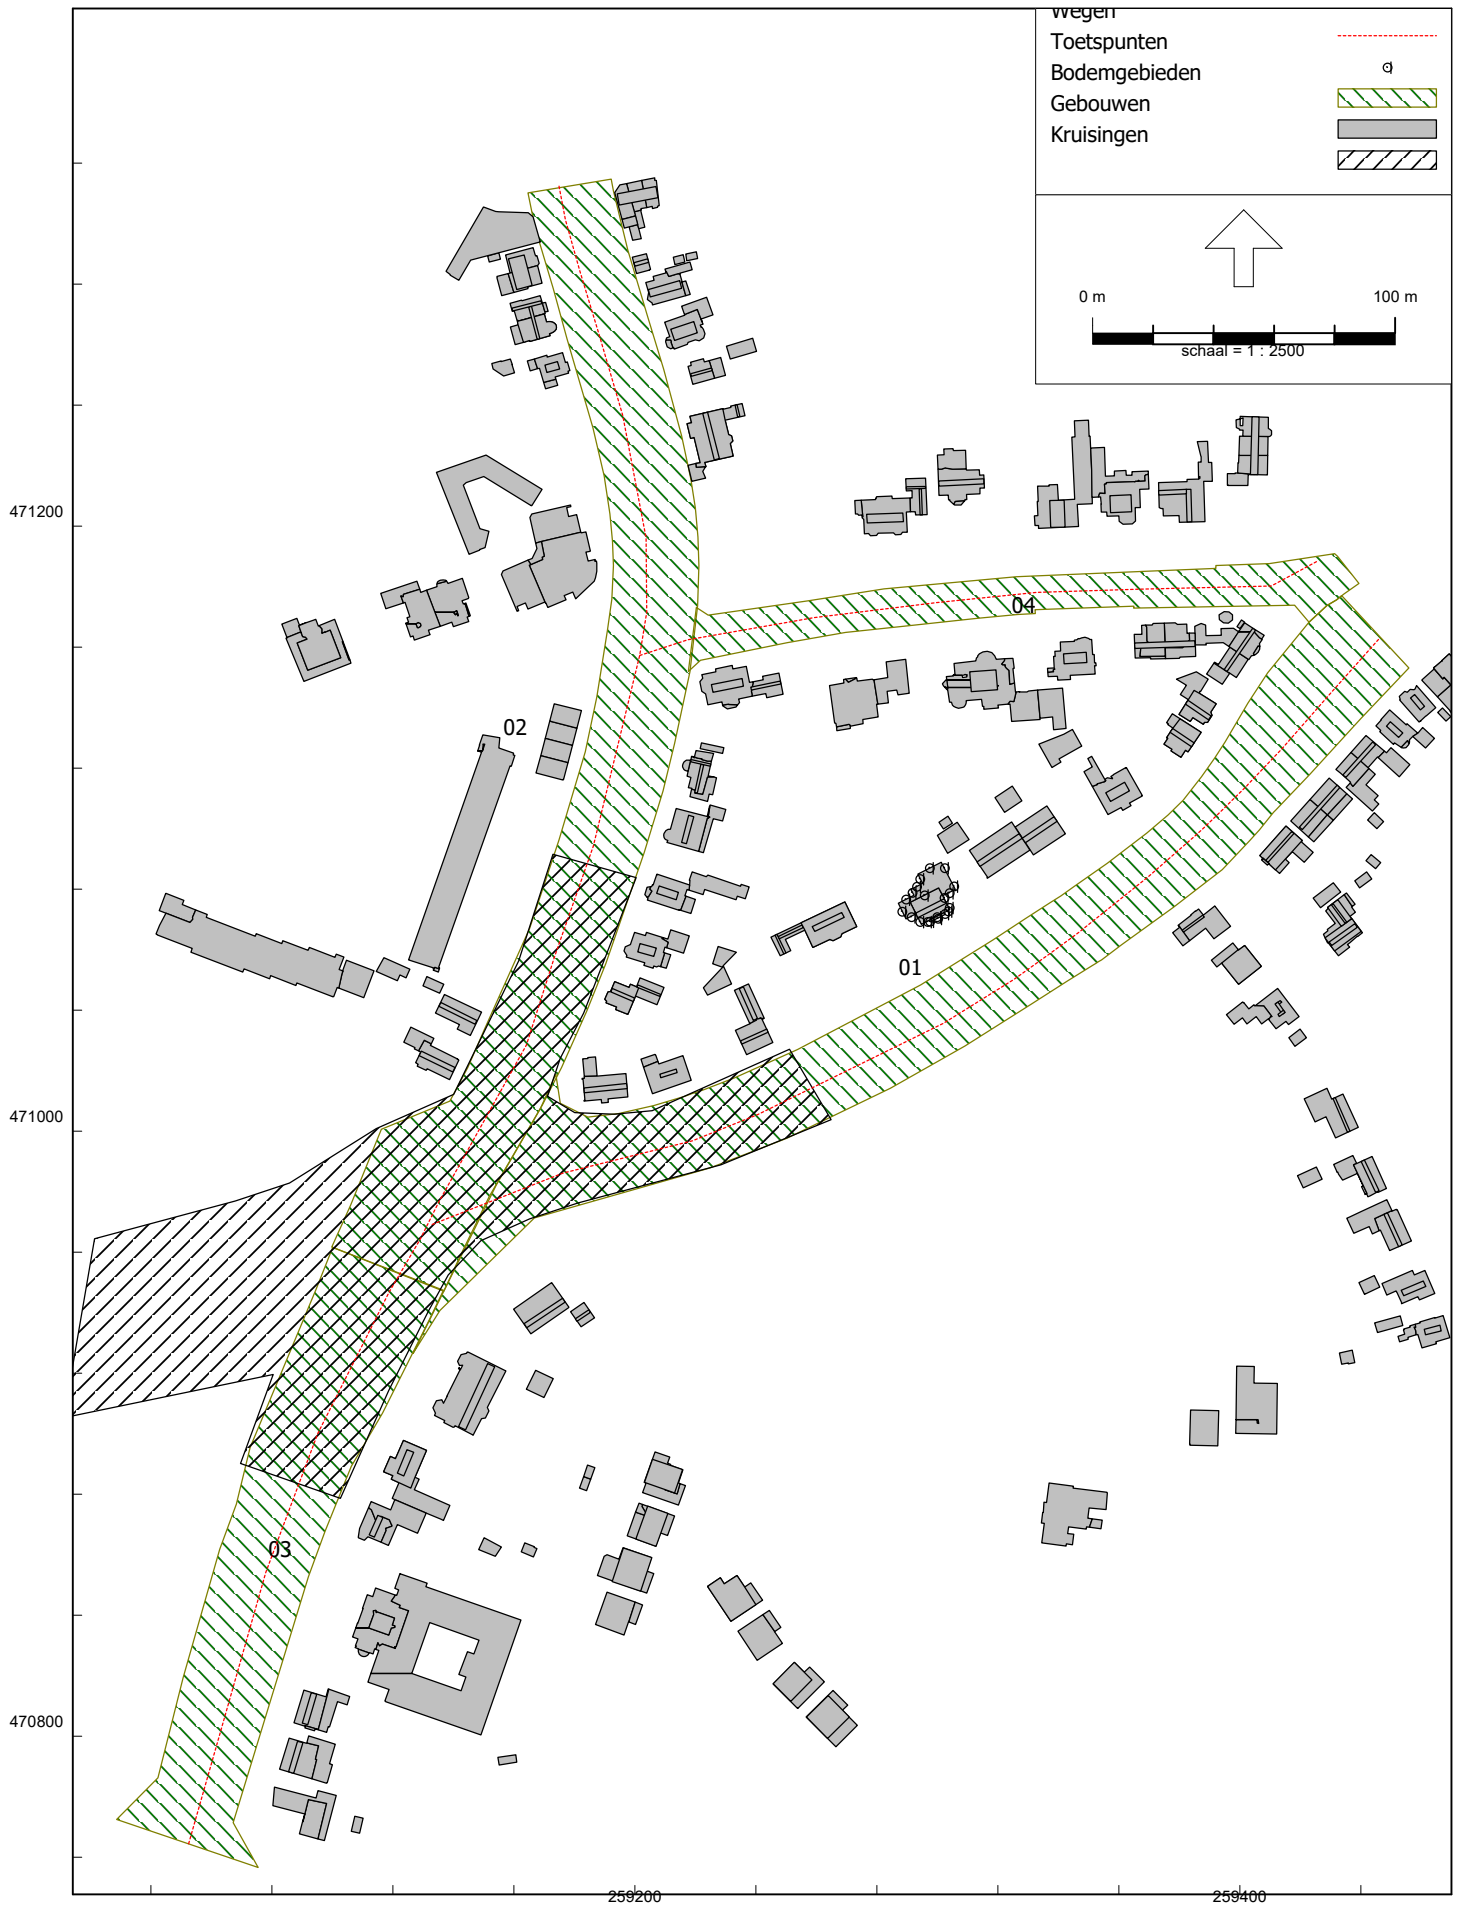 Wegen
Toetspunten
Bodemgebieden
Gebouwen
Kruisingen
0 m
100 m
schaal = 1 : 2500
471200
04
02
01
471000
03
470800
259200
259400